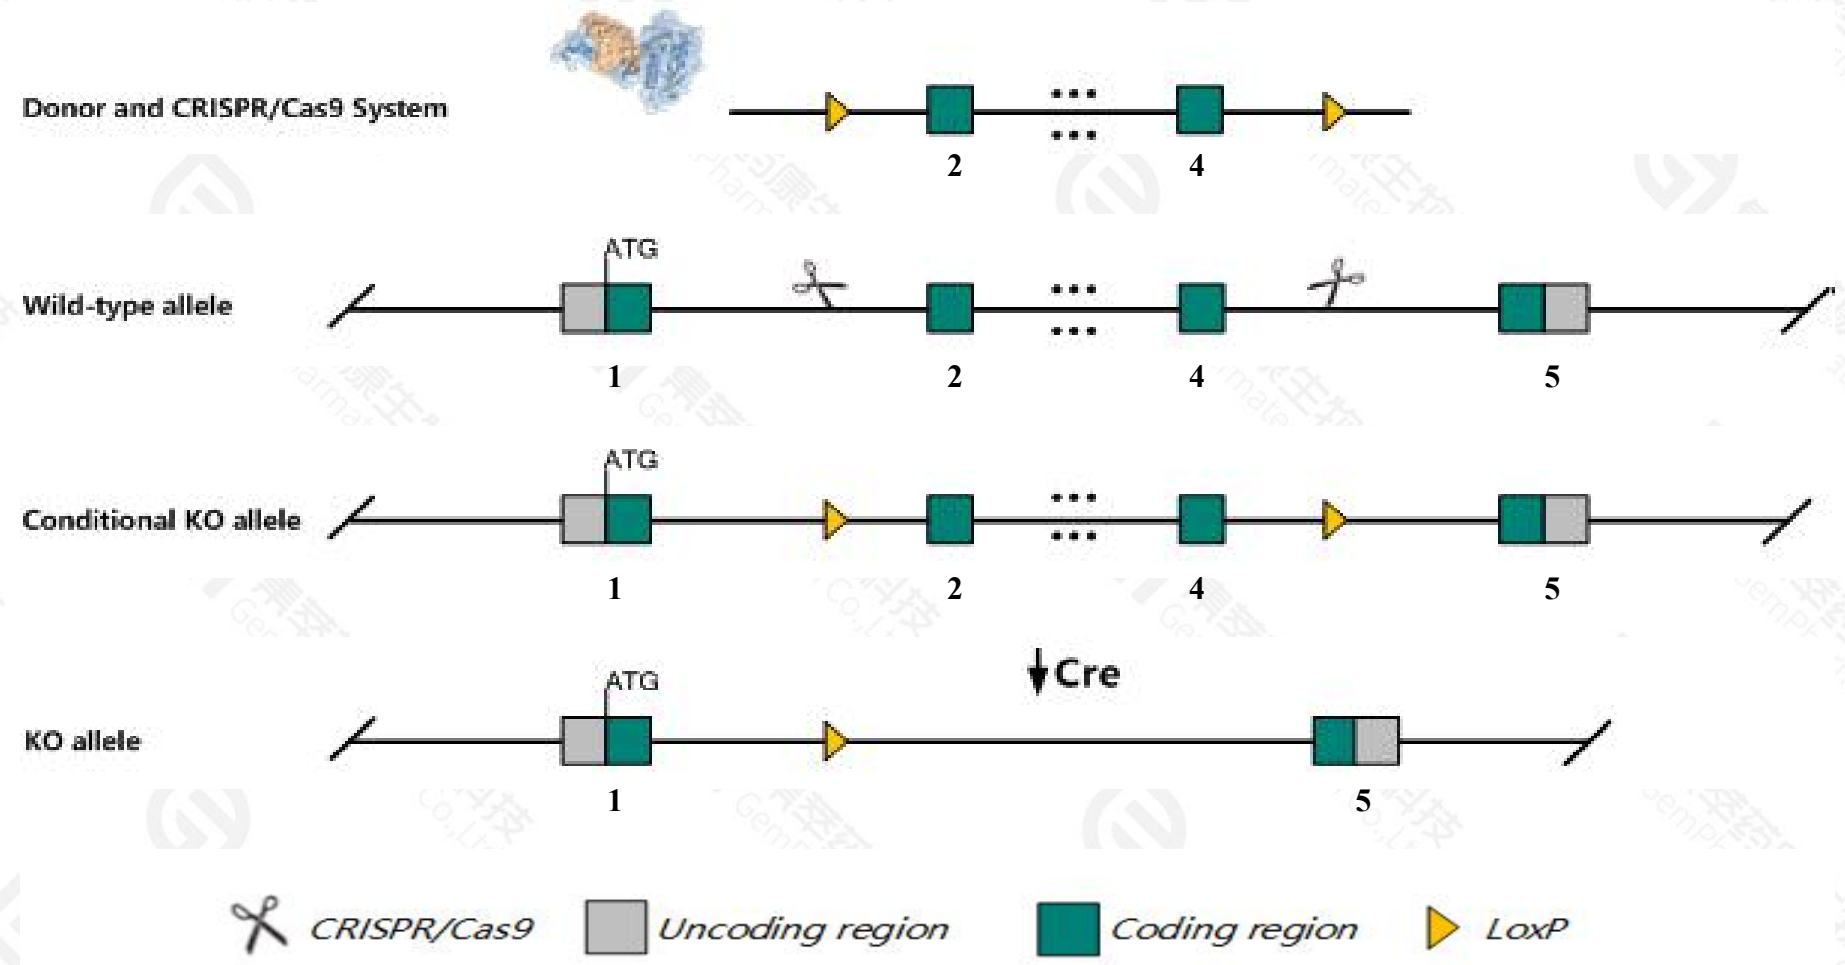 Donor and CRISPR/Cas9 System
2 ... 4
ATG
Wild-type allele
1 2 4 5
ATG
Conditional KO allele
1 2 4 5
Cre
ATG
KO allele
1 5
CRISPR/Cas9 Uncoding region Coding region LoxP